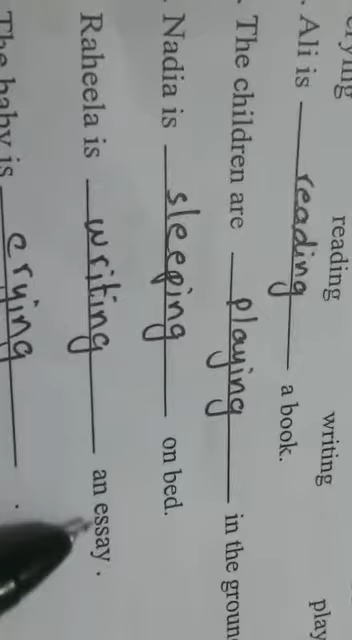 crying reading writing play
. Ali is reading a book.
. The children are playing in the groun
. Nadia is sleeping on bed.
Raheela is writing an essay .
The baby is crying .